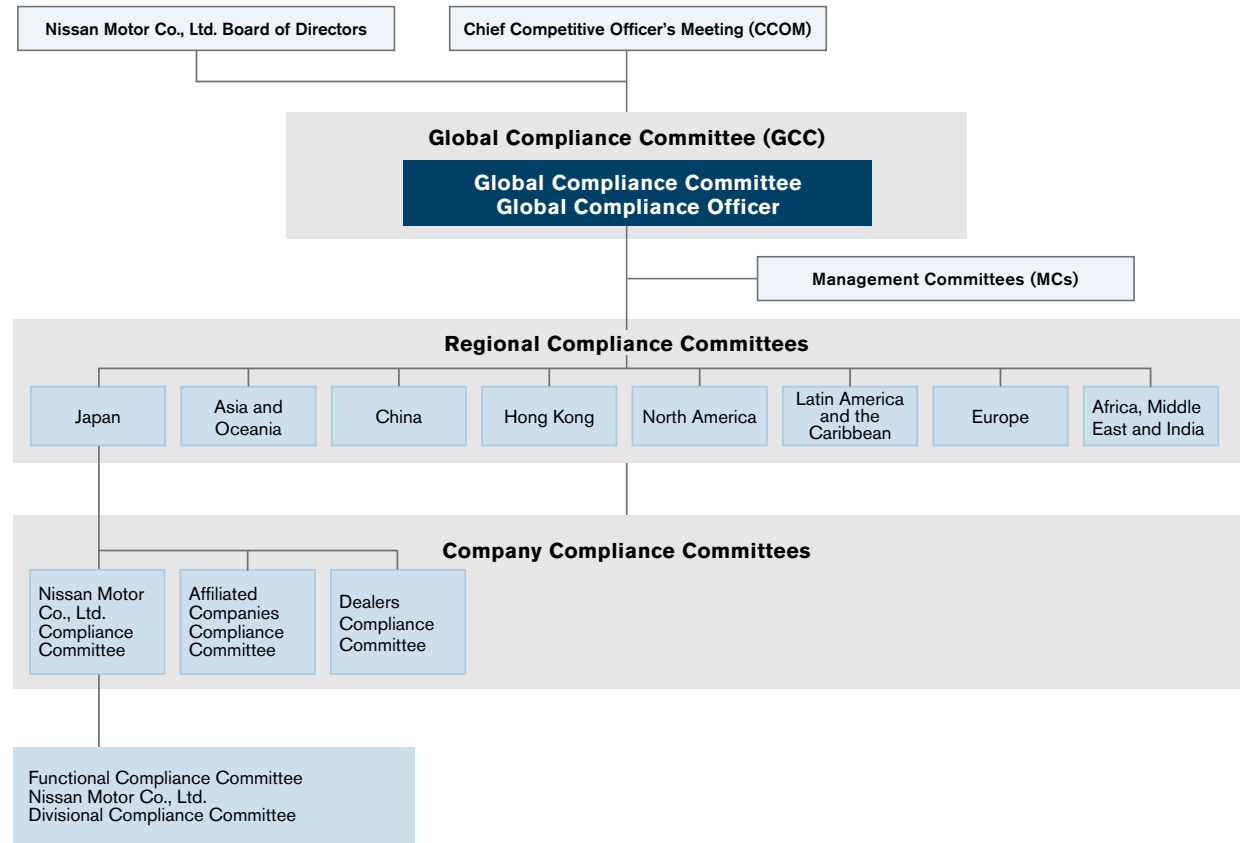 Nissan Motor Co., Ltd. Board of Directors
Chief Competitive Officer's Meeting (CCOM)
Global Compliance Committee (GCC)
Global Compliance Committee
Global Compliance Officer
Management Committees (MCs)
Regional Compliance Committees
Japan
Asia and
Oceania
China
Hong Kong
North America
Latin America
and the
Caribbean
Europe
Africa, Middle
East and India
Company Compliance Committees
Nissan Motor
Co., Ltd.
Compliance
Committee
Affiliated
Companies
Compliance
Committee
Dealers
Compliance
Committee
Functional Compliance Committee
Nissan Motor Co., Ltd.
Divisional Compliance Committee